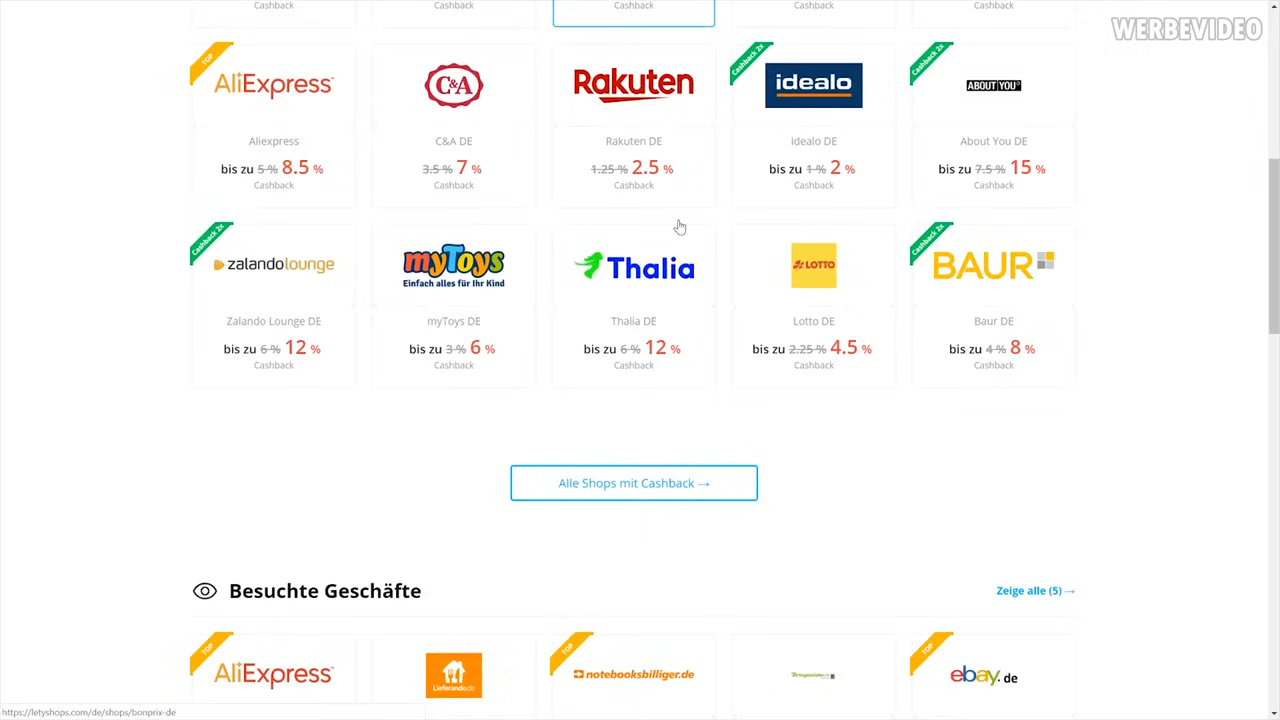 Cashback Cashback Cashback Cashback Cashback
WERBEVIDEO
TOP Cashback 2x Cashback 2x
AliExpress™ C&A Rakuten idealo ABOUT YOU°
Aliexpress C&A DE Rakuten DE Idealo DE About You DE
bis zu 5 % 8.5 % 3.5 % 7 % 1.25 % 2.5 % bis zu 1 % 2 % bis zu 7.5 % 15 %
Cashback Cashback Cashback Cashback Cashback
Cashback 2x Cashback 2x
zalandolounge myToys Thalia LOTTO BAUR
Einfach alles für Ihr Kind
Zalando Lounge DE myToys DE Thalia DE Lotto DE Baur DE
bis zu 6 % 12 % bis zu 3 % 6 % bis zu 6 % 12 % bis zu 2.25 % 4.5 % bis zu 4 % 8 %
Cashback Cashback Cashback Cashback Cashback
Alle Shops mit Cashback →
Besuchte Geschäfte Zeige alle (5) →
TOP TOP TOP
AliExpress™ Lieferando.de notebooksbilliger.de ebay.de
https://letyshops.com/de/shops/bonprix-de